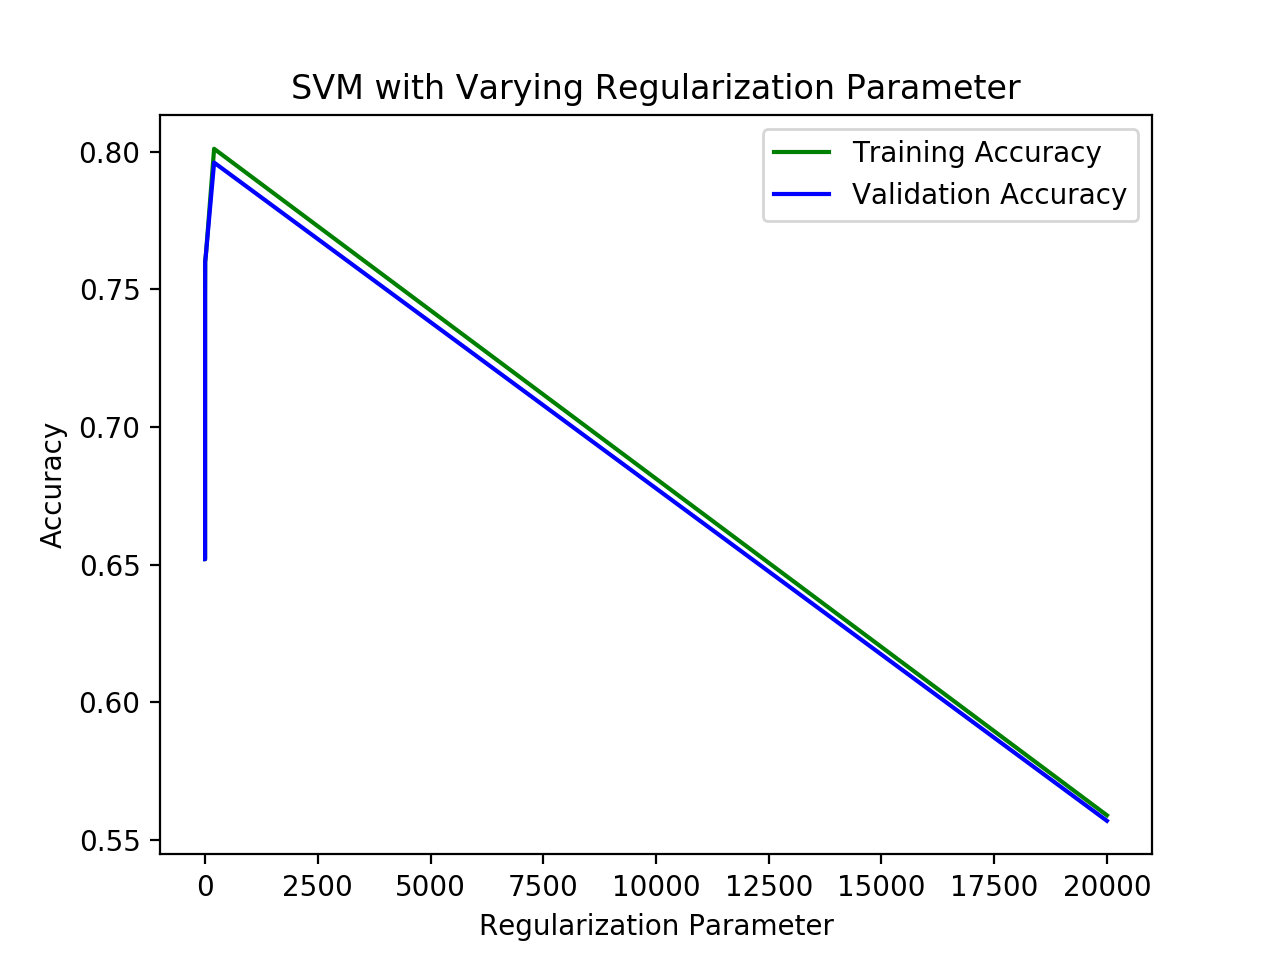 SVM with Varying Regularization Parameter
Training Accuracy
Validation Accuracy
0.80
0.75
0.70
0.65
0.60
0.55
Accuracy
0 2500 5000 7500 10000 12500 15000 17500 20000
Regularization Parameter